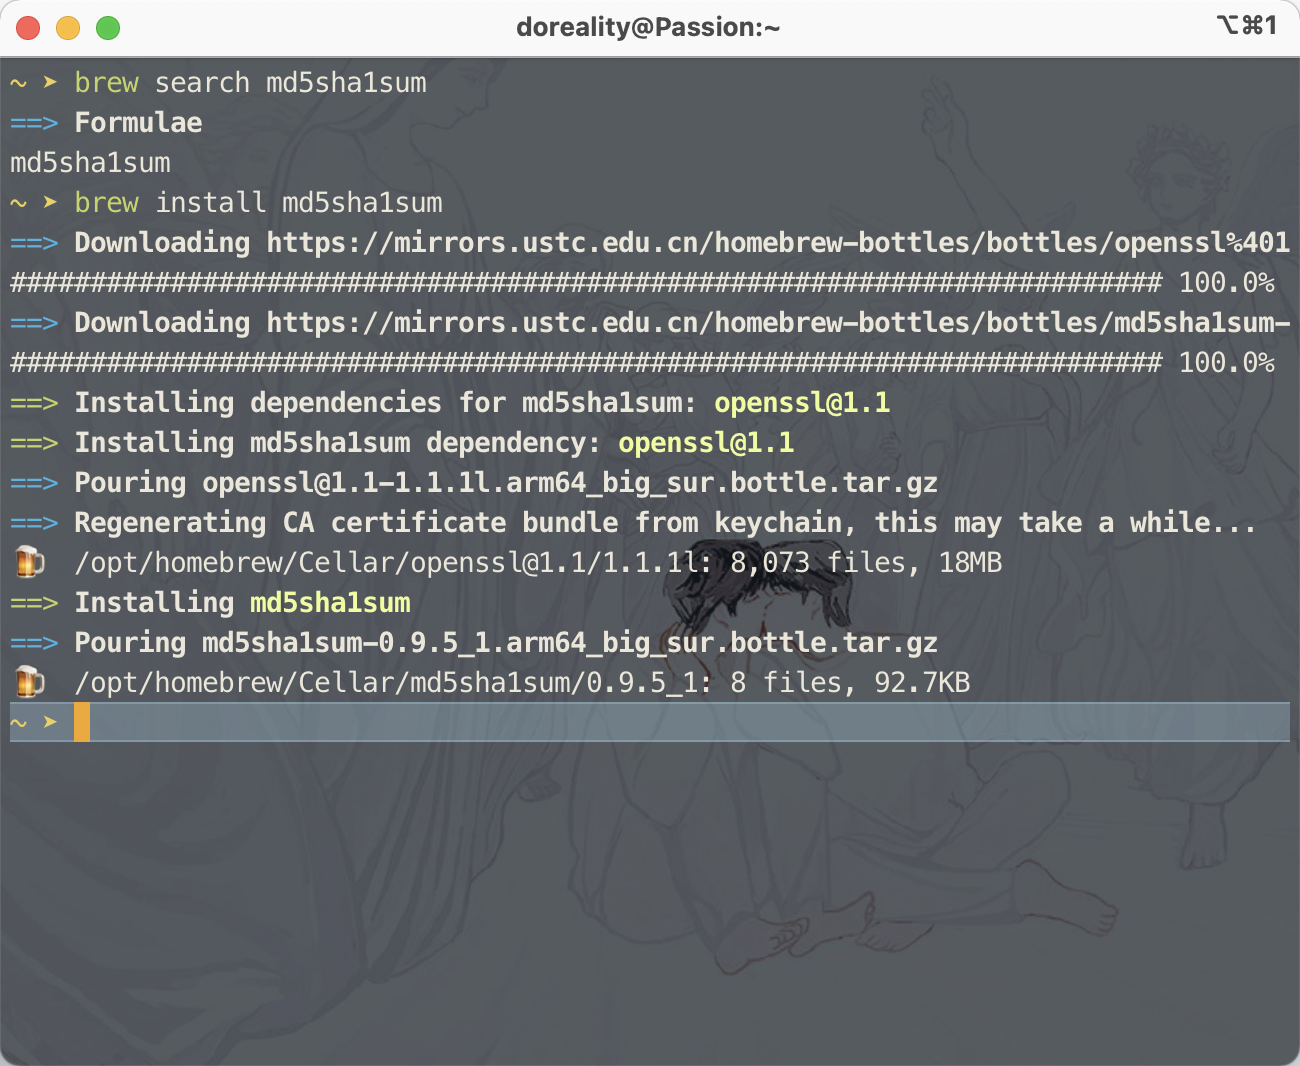 doreality@Passion:~ ⌥⌘1
~ ➤ brew search md5sha1sum
==> Formulae
md5sha1sum
~ ➤ brew install md5sha1sum
==> Downloading https://mirrors.ustc.edu.cn/homebrew-bottles/bottles/openssl%401
######################################################################## 100.0%
==> Downloading https://mirrors.ustc.edu.cn/homebrew-bottles/bottles/md5sha1sum-
######################################################################## 100.0%
==> Installing dependencies for md5sha1sum: openssl@1.1
==> Installing md5sha1sum dependency: openssl@1.1
==> Pouring openssl@1.1-1.1.1l.arm64_big_sur.bottle.tar.gz
==> Regenerating CA certificate bundle from keychain, this may take a while...
🍺 /opt/homebrew/Cellar/openssl@1.1/1.1.1l: 8,073 files, 18MB
==> Installing md5sha1sum
==> Pouring md5sha1sum-0.9.5_1.arm64_big_sur.bottle.tar.gz
🍺 /opt/homebrew/Cellar/md5sha1sum/0.9.5_1: 8 files, 92.7KB
~ ➤